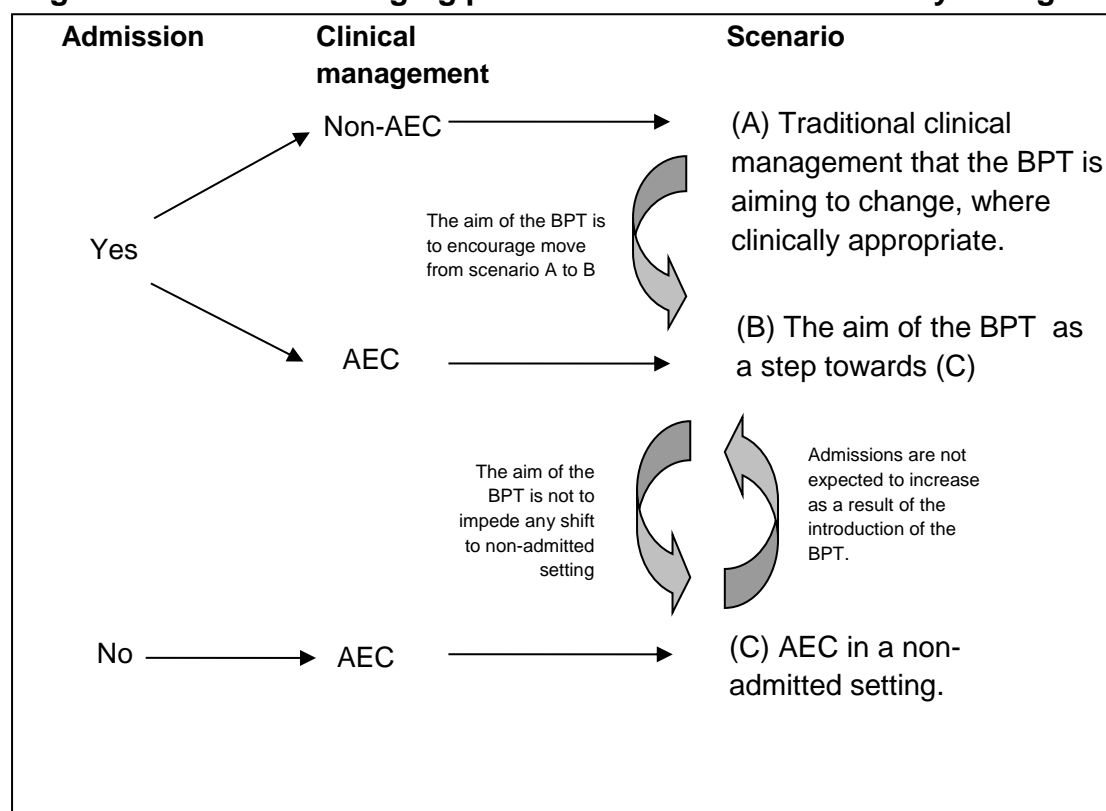 Admission
Clinical
management
Scenario
Non-AEC
(A) Traditional clinical
management that the BPT is
aiming to change, where
clinically appropriate.
The aim of the BPT is
to encourage move
from scenario A to B
Yes
AEC
(B) The aim of the BPT as
a step towards (C)
The aim of the
BPT is not to
impede any shift
to non-admitted
setting
Admissions are not
expected to increase
as a result of the
introduction of the
BPT.
No
AEC
(C) AEC in a non-
admitted setting.